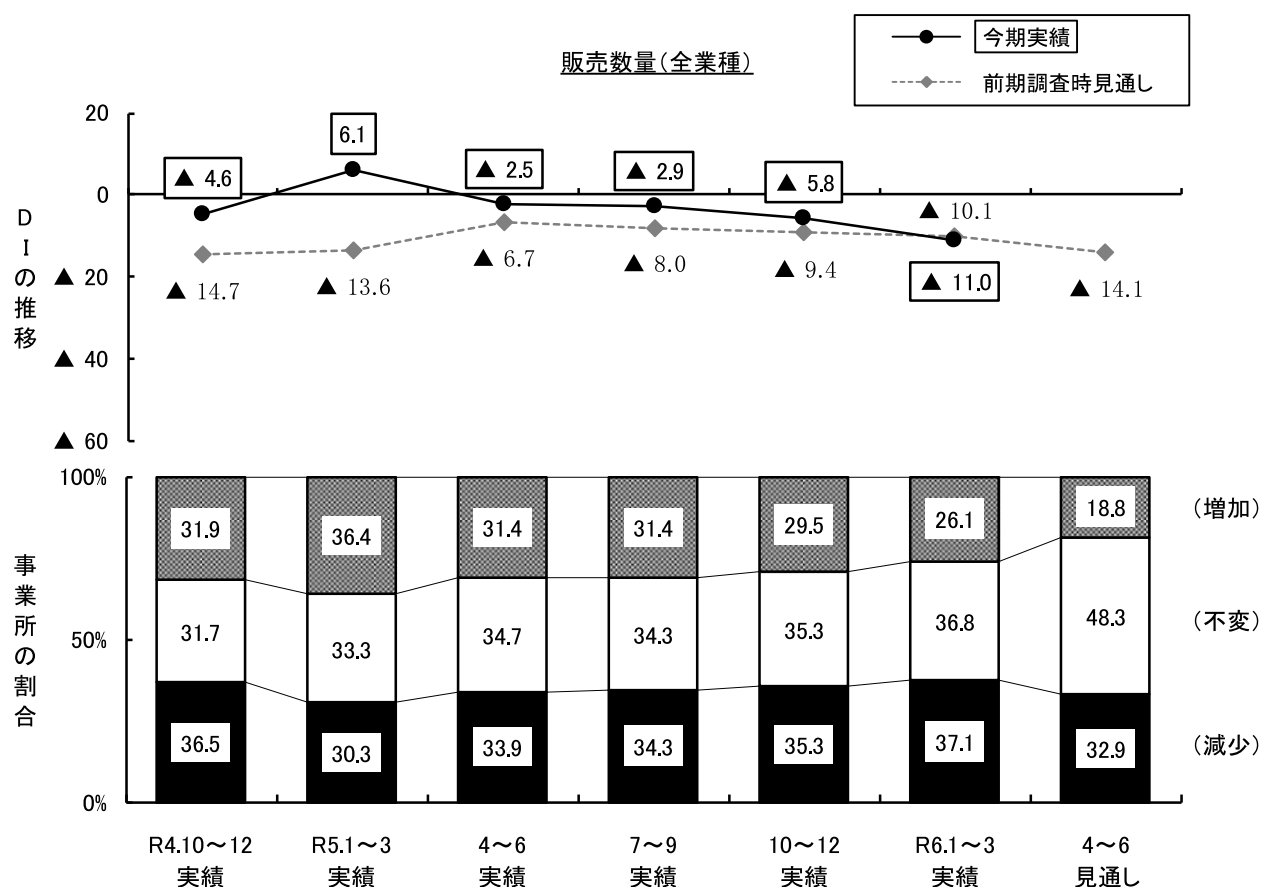 販売数量(全業種)
今期実績
前期調査時見通し
DIの推移
20
0
▲ 20
▲ 40
▲ 60
▲ 4.6
6.1
▲ 2.5
▲ 2.9
▲ 5.8
▲ 11.0
▲ 14.7
▲ 13.6
▲ 6.7
▲ 8.0
▲ 9.4
▲ 10.1
▲ 14.1
事業所の割合
100%
50%
0%
31.9 36.4 31.4 31.4 29.5 26.1 18.8 (増加)
31.7 33.3 34.7 34.3 35.3 36.8 48.3 (不変)
36.5 30.3 33.9 34.3 35.3 37.1 32.9 (減少)
R4.10～12 R5.1～3 4～6 7～9 10～12 R6.1～3 4～6
実績 実績 実績 実績 実績 実績 見通し